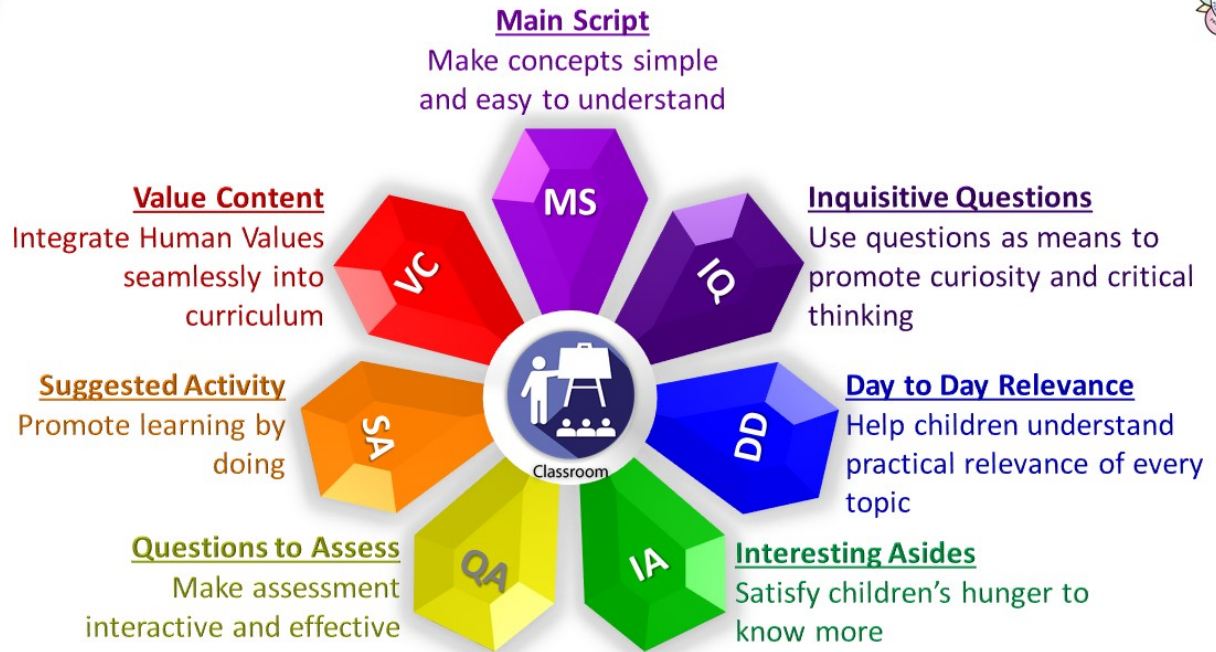 Main Script
Make concepts simple
and easy to understand
MS
Inquisitive Questions
Use questions as means to
promote curiosity and critical
thinking
IQ
Day to Day Relevance
Help children understand
practical relevance of every
topic
DD
Interesting Asides
Satisfy children’s hunger to
know more
IA
Questions to Assess
Make assessment
interactive and effective
QA
Suggested Activity
Promote learning by
doing
SA
Value Content
Integrate Human Values
seamlessly into
curriculum
VC
Classroom